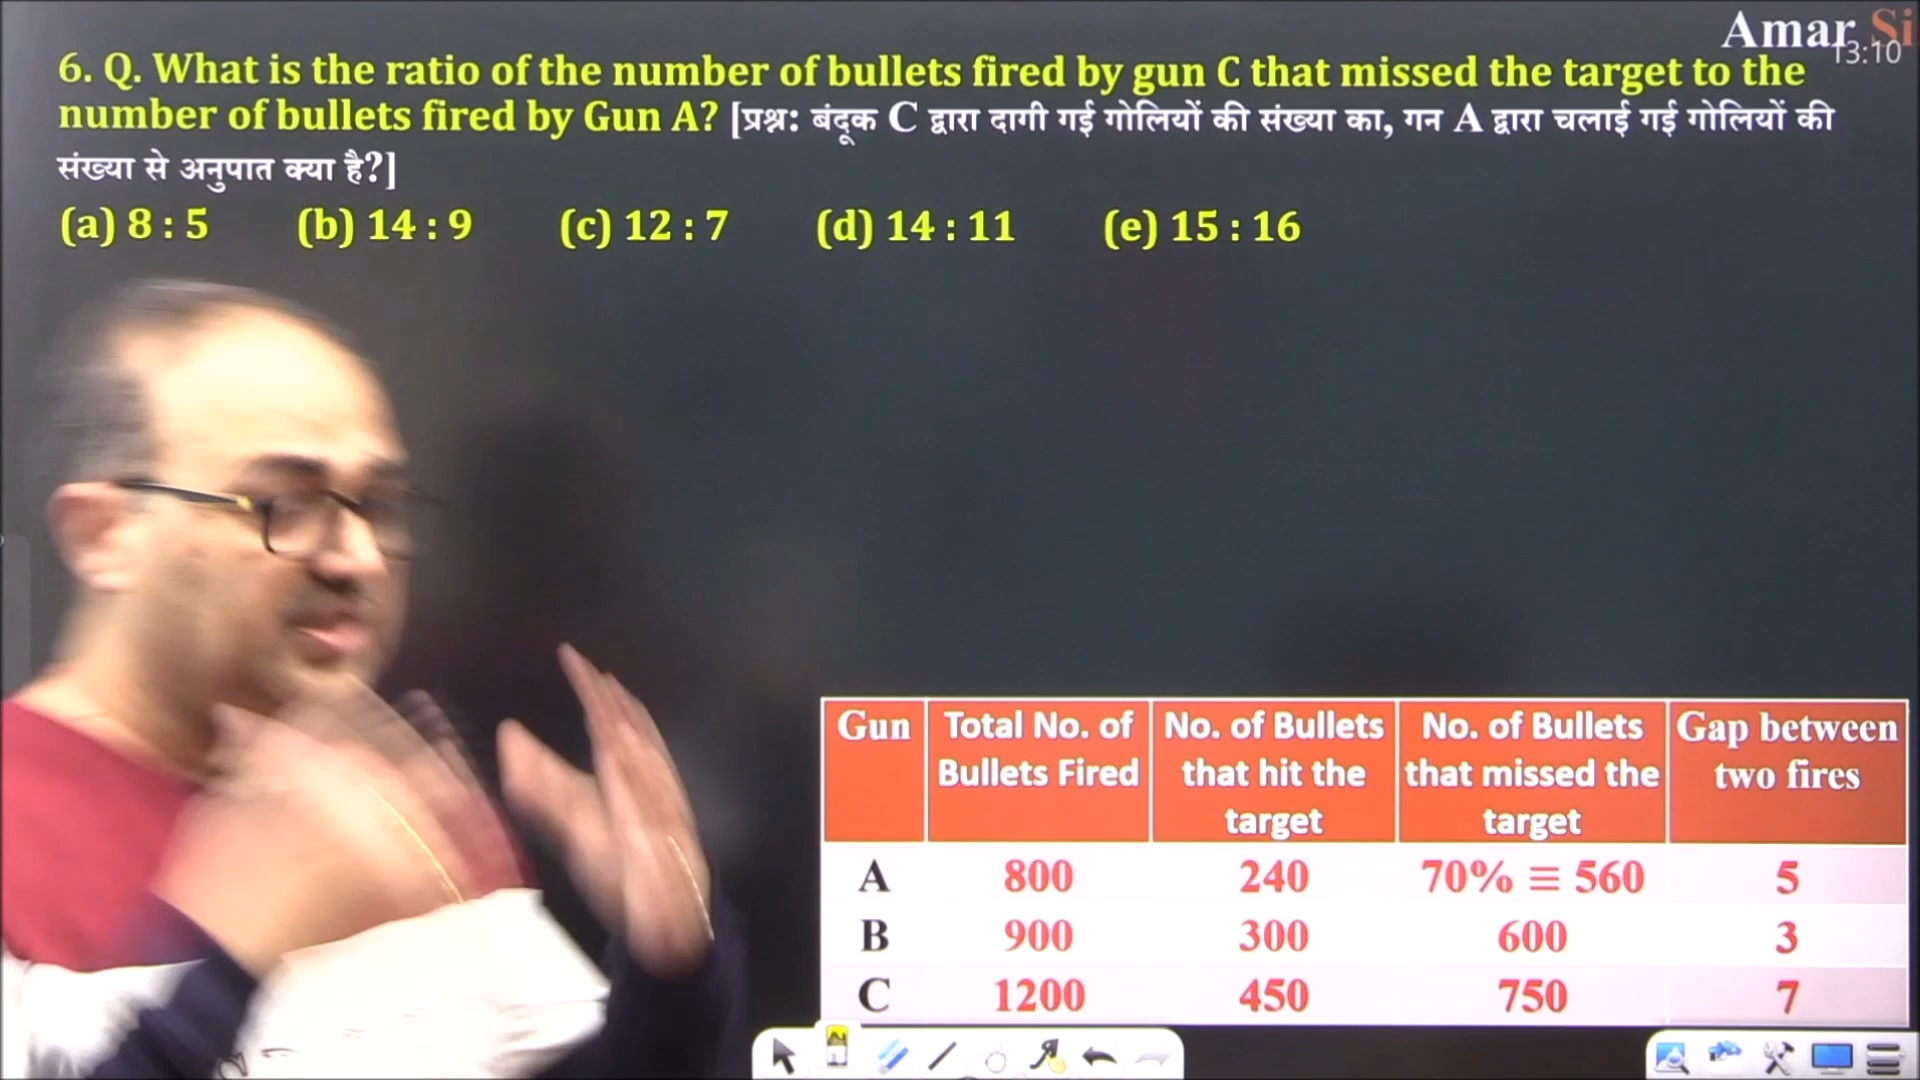 Amar Si
13:10
6. Q. What is the ratio of the number of bullets fired by gun C that missed the target to the
number of bullets fired by Gun A? [प्रश्न: बंदूक C द्वारा दागी गई गोलियों की संख्या का, गन A द्वारा चलाई गई गोलियों की
संख्या से अनुपात क्या है?]
(a) 8 : 5 (b) 14 : 9 (c) 12 : 7 (d) 14 : 11 (e) 15 : 16
Gun Total No. of Bullets Fired No. of Bullets that hit the target No. of Bullets that missed the target Gap between two fires
A 800 240 70% ≡ 560 5
B 900 300 600 3
C 1200 450 750 7